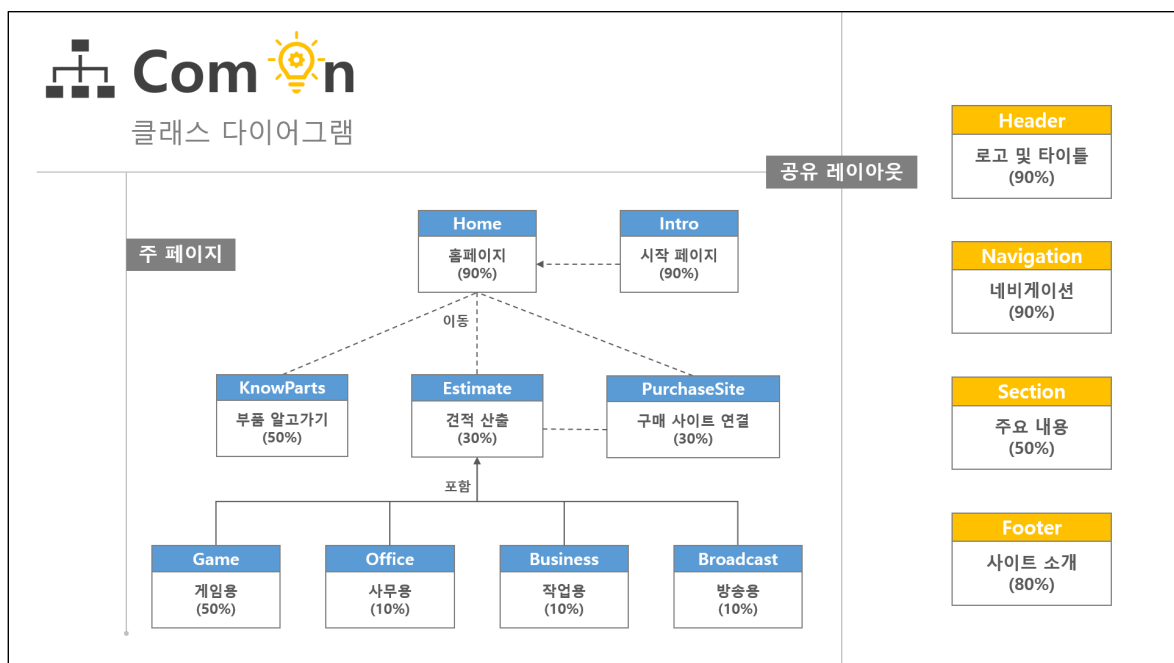 Com n
클래스 다이어그램
공유 레이아웃
주 페이지
Home
홈페이지
(90%)
Intro
시작 페이지
(90%)
이동
KnowParts
부품 알고가기
(50%)
Estimate
견적 산출
(30%)
PurchaseSite
구매 사이트 연결
(30%)
포함
Game
게임용
(50%)
Office
사무용
(10%)
Business
작업용
(10%)
Broadcast
방송용
(10%)
Header
로고 및 타이틀
(90%)
Navigation
네비게이션
(90%)
Section
주요 내용
(50%)
Footer
사이트 소개
(80%)